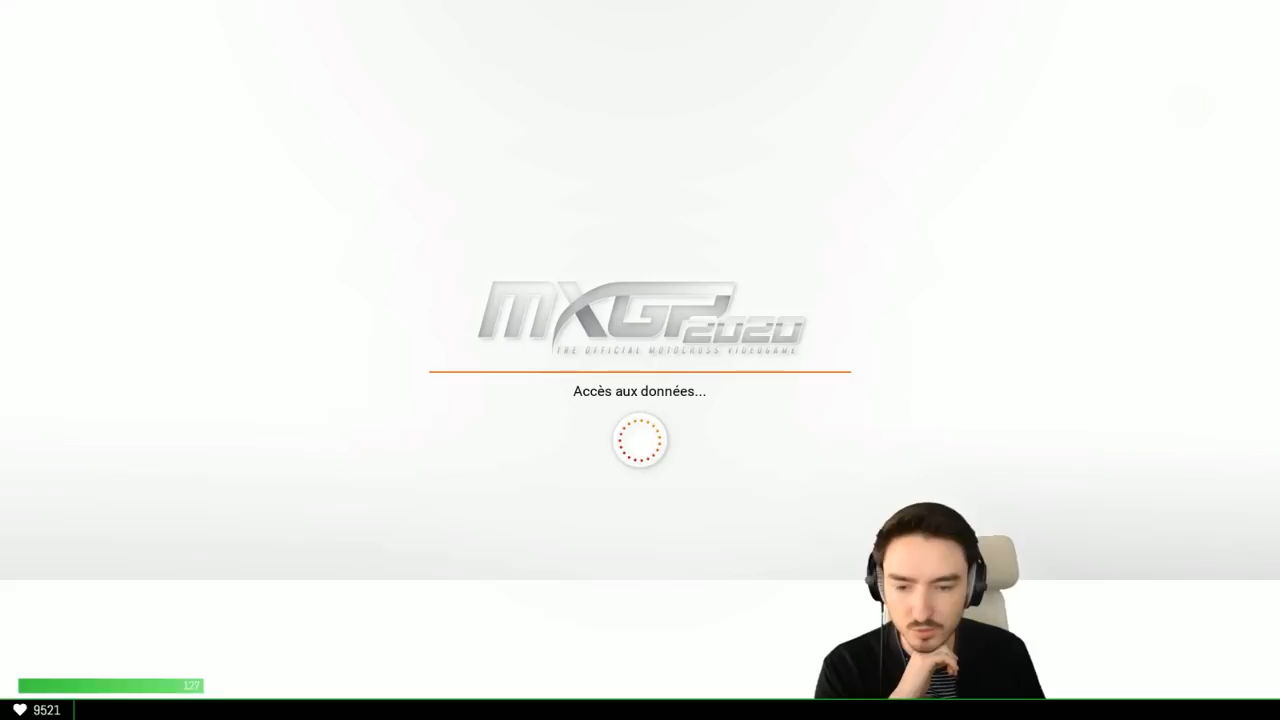 MXGP2020
THE OFFICIAL MOTOCROSS VIDEOGAME
Accès aux données...
127
9521